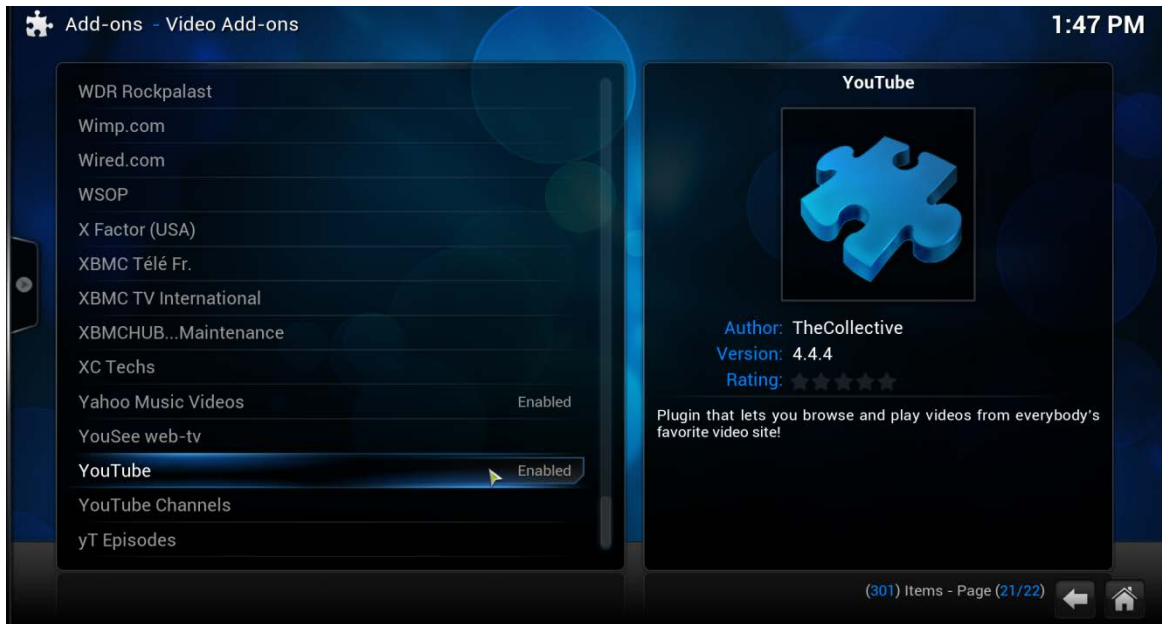 Add-ons - Video Add-ons
1:47 PM
WDR Rockpalast
Wimp.com
Wired.com
WSOP
X Factor (USA)
XBMC Télé Fr.
XBMC TV International
XBMCHUB...Maintenance
XC Techs
Yahoo Music Videos Enabled
YouSee web-tv
YouTube Enabled
YouTube Channels
yT Episodes
YouTube
Author: TheCollective
Version: 4.4.4
Rating:
Plugin that lets you browse and play videos from everybody's
favorite video site!
(301) Items - Page (21/22)